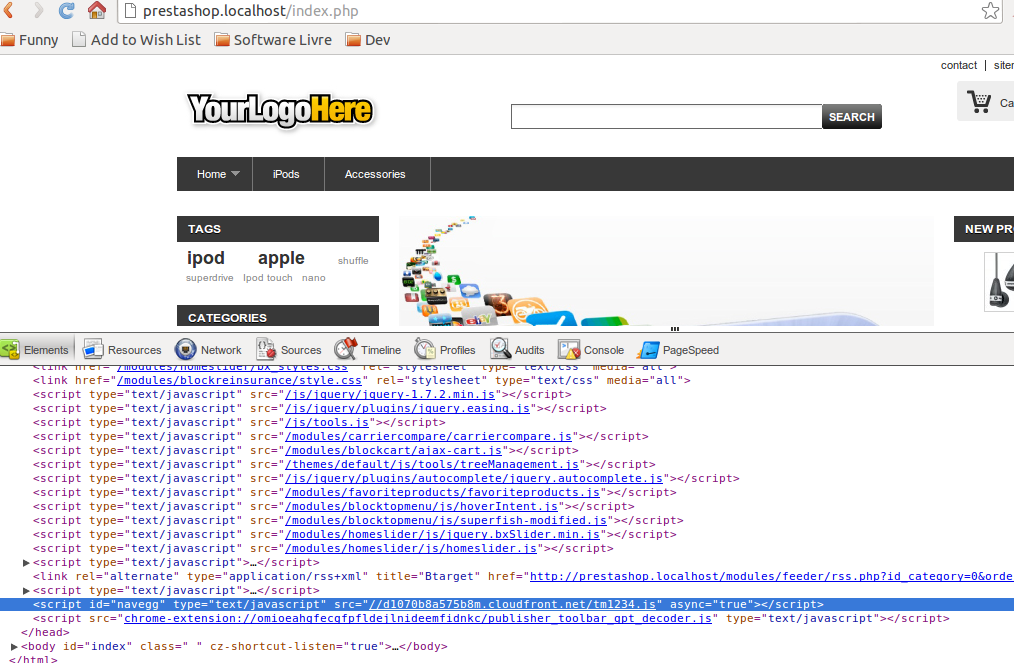 prestashop.localhost/index.php
Funny Add to Wish List Software Livre Dev
contact | siter
YourLogoHere
SEARCH
Ca
Home iPods Accessories
TAGS
NEW PR
ipod apple shuffle
superdrive Ipod touch nano
CATEGORIES
Elements Resources Network Sources Timeline Profiles Audits Console PageSpeed
<link href="/modules/homeslider/bx_styles.css" rel="stylesheet" type="text/css" media="all">
<link href="/modules/blockreinsurance/style.css" rel="stylesheet" type="text/css" media="all">
<script type="text/javascript" src="/js/jquery/jquery-1.7.2.min.js"></script>
<script type="text/javascript" src="/js/jquery/plugins/jquery.easing.js"></script>
<script type="text/javascript" src="/js/tools.js"></script>
<script type="text/javascript" src="/modules/carriercompare/carriercompare.js"></script>
<script type="text/javascript" src="/modules/blockcart/ajax-cart.js"></script>
<script type="text/javascript" src="/themes/default/js/tools/treeManagement.js"></script>
<script type="text/javascript" src="/js/jquery/plugins/autocomplete/jquery.autocomplete.js"></script>
<script type="text/javascript" src="/modules/favoriteproducts/favoriteproducts.js"></script>
<script type="text/javascript" src="/modules/blocktopmenu/js/hoverIntent.js"></script>
<script type="text/javascript" src="/modules/blocktopmenu/js/superfish-modified.js"></script>
<script type="text/javascript" src="/modules/homeslider/js/jquery.bxSlider.min.js"></script>
<script type="text/javascript" src="/modules/homeslider/js/homeslider.js"></script>
<script type="text/javascript">…</script>
<link rel="alternate" type="application/rss+xml" title="Btarget" href="http://prestashop.localhost/modules/feeder/rss.php?id_category=0&orde
<script type="text/javascript">…</script>
<script id="navegg" type="text/javascript" src="//d1070b8a575b8m.cloudfront.net/tm1234.js" async="true"></script>
<script src="chrome-extension://omioeahgfecgfpfldejlnideemfidnkc/publisher_toolbar_gpt_decoder.js" type="text/javascript"></script>
</head>
<body id="index" class=" " cz-shortcut-listen="true">…</body>
</html>